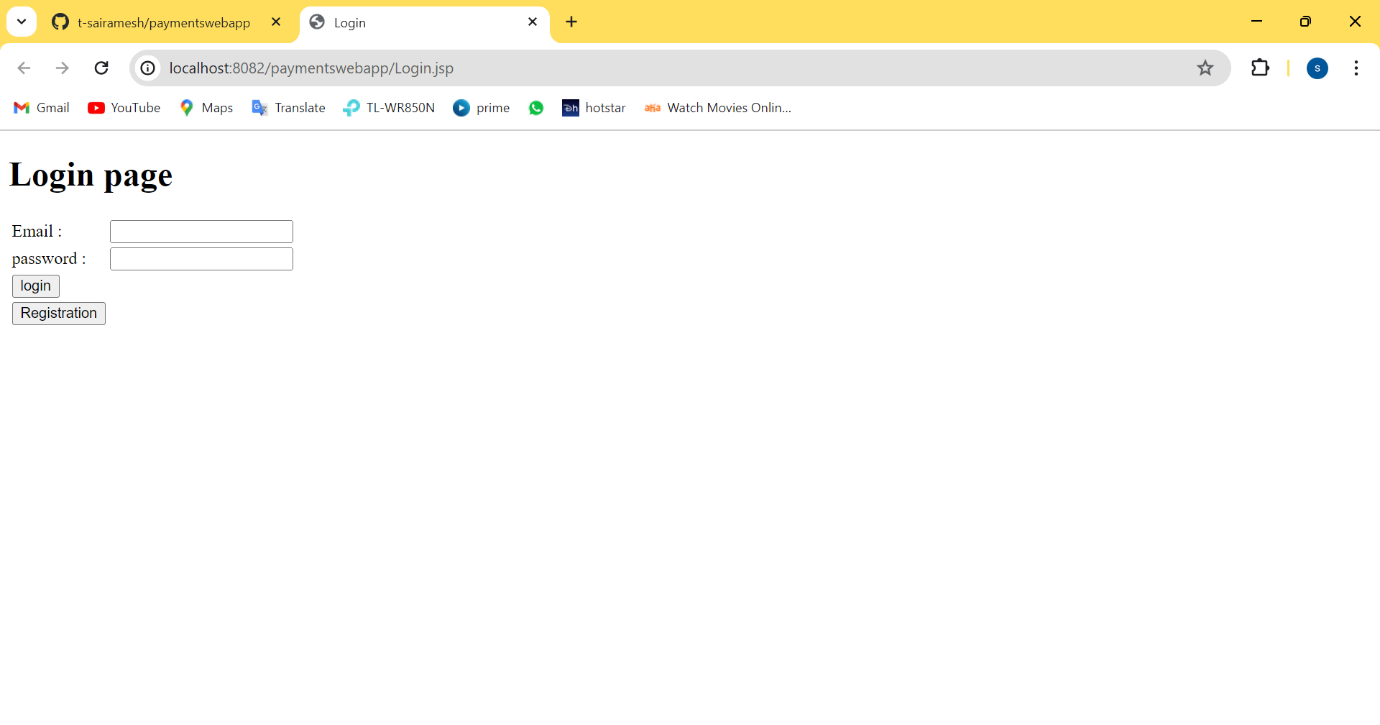 t-sairamesh/paymentswebapp
Login
localhost:8082/paymentswebapp/Login.jsp
S
Gmail YouTube Maps Translate TL-WR850N prime hotstar Watch Movies Onlin...
Login page
Email :
password :
login
Registration